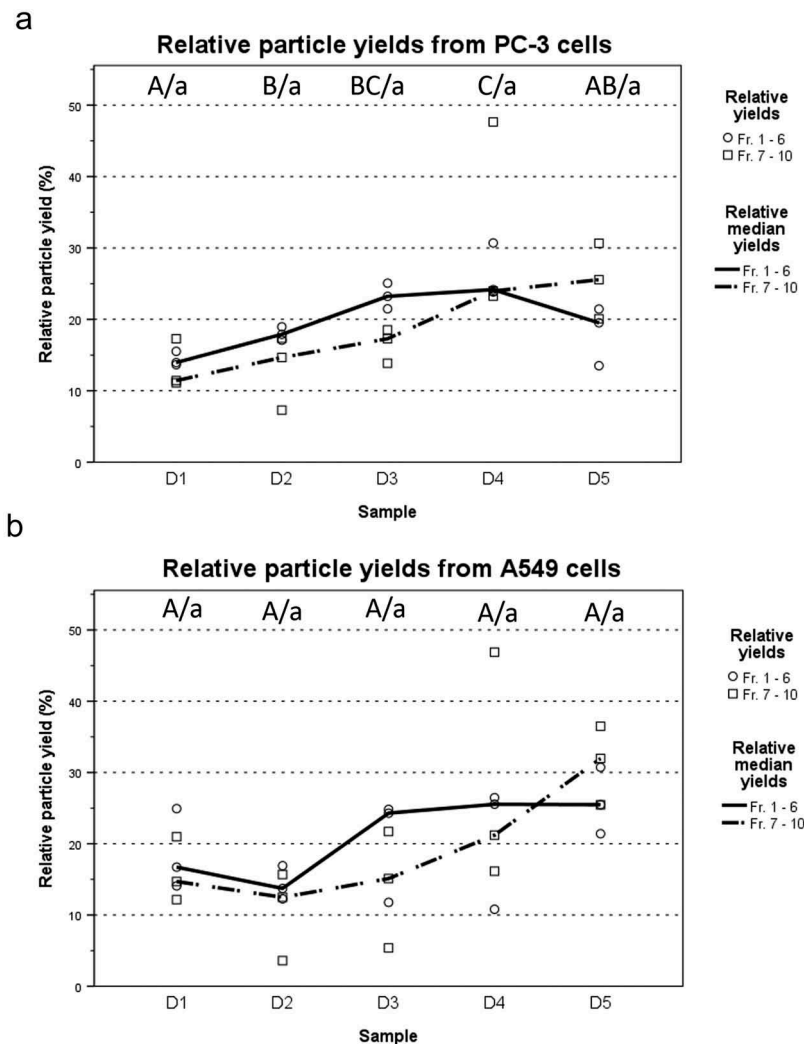 a
Relative particle yields from PC-3 cells
A/a B/a BC/a C/a AB/a
Relative particle yield (%)
50
40
30
20
10
0
D1 D2 D3 D4 D5
Sample
Relative
yields
Fr. 1 - 6
Fr. 7 - 10
Relative
median
yields
Fr. 1 - 6
Fr. 7 - 10
b
Relative particle yields from A549 cells
A/a A/a A/a A/a A/a
Relative particle yield (%)
50
40
30
20
10
0
D1 D2 D3 D4 D5
Sample
Relative
yields
Fr. 1 - 6
Fr. 7 - 10
Relative
median
yields
Fr. 1 - 6
Fr. 7 - 10